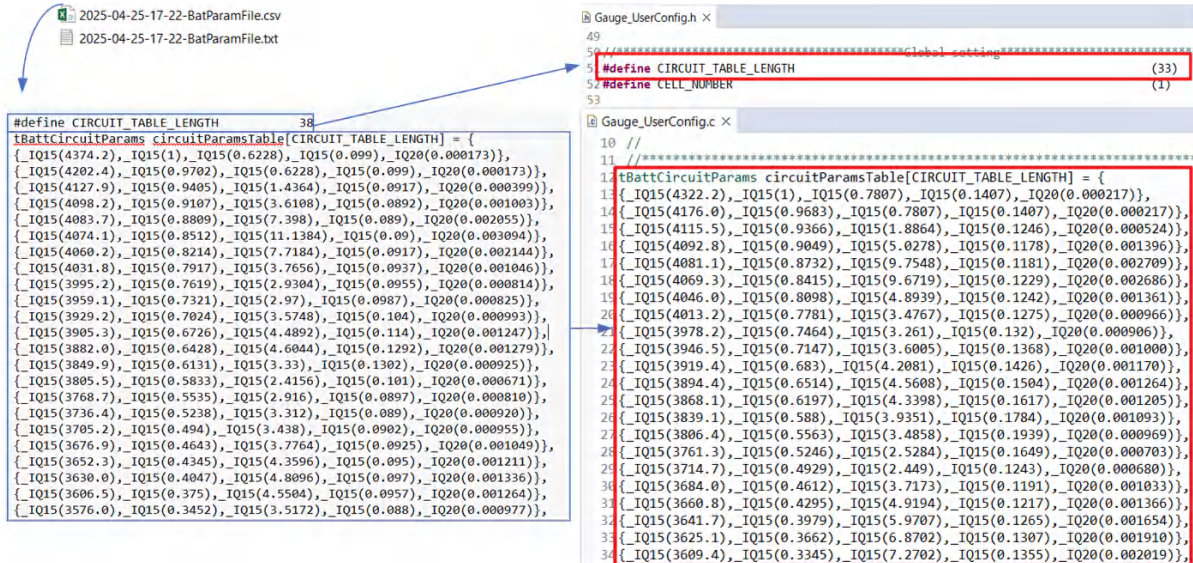 2025-04-25-17-22-BatParamFile.csv
2025-04-25-17-22-BatParamFile.txt
#define CIRCUIT_TABLE_LENGTH 38
tBattCircuitParams circuitParamsTable[CIRCUIT_TABLE_LENGTH] = {
{_IQ15(4374.2),_IQ15(1),_IQ15(0.6228),_IQ15(0.099),_IQ20(0.000173)},
{_IQ15(4202.4),_IQ15(0.9702),_IQ15(0.6228),_IQ15(0.099),_IQ20(0.000173)},
{_IQ15(4127.9),_IQ15(0.9405),_IQ15(1.4364),_IQ15(0.0917),_IQ20(0.000399)},
{_IQ15(4098.2),_IQ15(0.9107),_IQ15(3.6108),_IQ15(0.0892),_IQ20(0.001003)},
{_IQ15(4083.7),_IQ15(0.8809),_IQ15(7.398),_IQ15(0.089),_IQ20(0.002055)},
{_IQ15(4074.1),_IQ15(0.8512),_IQ15(11.1384),_IQ15(0.09),_IQ20(0.003094)},
{_IQ15(4060.2),_IQ15(0.8214),_IQ15(7.7184),_IQ15(0.0917),_IQ20(0.002144)},
{_IQ15(4031.8),_IQ15(0.7917),_IQ15(3.7656),_IQ15(0.0937),_IQ20(0.001046)},
{_IQ15(3995.2),_IQ15(0.7619),_IQ15(2.9304),_IQ15(0.0955),_IQ20(0.000814)},
{_IQ15(3959.1),_IQ15(0.7321),_IQ15(2.97),_IQ15(0.0987),_IQ20(0.000825)},
{_IQ15(3929.2),_IQ15(0.7024),_IQ15(3.5748),_IQ15(0.104),_IQ20(0.000993)},
{_IQ15(3905.3),_IQ15(0.6726),_IQ15(4.4892),_IQ15(0.114),_IQ20(0.001247)},
{_IQ15(3882.0),_IQ15(0.6428),_IQ15(4.6044),_IQ15(0.1292),_IQ20(0.001279)},
{_IQ15(3849.9),_IQ15(0.6131),_IQ15(3.33),_IQ15(0.1302),_IQ20(0.000925)},
{_IQ15(3805.5),_IQ15(0.5833),_IQ15(2.4156),_IQ15(0.101),_IQ20(0.000671)},
{_IQ15(3768.7),_IQ15(0.5535),_IQ15(2.916),_IQ15(0.0897),_IQ20(0.000810)},
{_IQ15(3736.4),_IQ15(0.5238),_IQ15(3.312),_IQ15(0.089),_IQ20(0.000920)},
{_IQ15(3705.2),_IQ15(0.494),_IQ15(3.438),_IQ15(0.0902),_IQ20(0.000955)},
{_IQ15(3676.9),_IQ15(0.4643),_IQ15(3.7764),_IQ15(0.0925),_IQ20(0.001049)},
{_IQ15(3652.3),_IQ15(0.4345),_IQ15(4.3596),_IQ15(0.095),_IQ20(0.001211)},
{_IQ15(3630.0),_IQ15(0.4047),_IQ15(4.8096),_IQ15(0.097),_IQ20(0.001336)},
{_IQ15(3606.5),_IQ15(0.375),_IQ15(4.5504),_IQ15(0.0957),_IQ20(0.001264)},
{_IQ15(3576.0),_IQ15(0.3452),_IQ15(3.5172),_IQ15(0.088),_IQ20(0.000977)},
Gauge_UserConfig.h
49
#define CIRCUIT_TABLE_LENGTH (33)
52 #define CELL_NUMBER (1)
53
Gauge_UserConfig.c
10 //
12 tBattCircuitParams circuitParamsTable[CIRCUIT_TABLE_LENGTH] = {
13 {_IQ15(4322.2),_IQ15(1),_IQ15(0.7807),_IQ15(0.1407),_IQ20(0.000217)},
14 {_IQ15(4176.0),_IQ15(0.9683),_IQ15(0.7807),_IQ15(0.1407),_IQ20(0.000217)},
15 {_IQ15(4115.5),_IQ15(0.9366),_IQ15(1.8864),_IQ15(0.1246),_IQ20(0.000524)},
16 {_IQ15(4092.8),_IQ15(0.9049),_IQ15(5.0278),_IQ15(0.1178),_IQ20(0.001396)},
17 {_IQ15(4081.1),_IQ15(0.8732),_IQ15(9.7548),_IQ15(0.1181),_IQ20(0.002709)},
18 {_IQ15(4069.3),_IQ15(0.8415),_IQ15(9.6719),_IQ15(0.1229),_IQ20(0.002686)},
19 {_IQ15(4046.0),_IQ15(0.8098),_IQ15(4.8939),_IQ15(0.1242),_IQ20(0.001361)},
20 {_IQ15(4013.2),_IQ15(0.7781),_IQ15(3.4767),_IQ15(0.1275),_IQ20(0.000966)},
21 {_IQ15(3978.2),_IQ15(0.7464),_IQ15(3.261),_IQ15(0.132),_IQ20(0.000906)},
22 {_IQ15(3946.5),_IQ15(0.7147),_IQ15(3.6005),_IQ15(0.1368),_IQ20(0.001000)},
23 {_IQ15(3919.4),_IQ15(0.683),_IQ15(4.2081),_IQ15(0.1426),_IQ20(0.001170)},
24 {_IQ15(3894.4),_IQ15(0.6514),_IQ15(4.5608),_IQ15(0.1504),_IQ20(0.001264)},
25 {_IQ15(3868.1),_IQ15(0.6197),_IQ15(4.3398),_IQ15(0.1617),_IQ20(0.001205)},
26 {_IQ15(3839.1),_IQ15(0.588),_IQ15(3.9351),_IQ15(0.1784),_IQ20(0.001093)},
27 {_IQ15(3806.4),_IQ15(0.5563),_IQ15(3.4858),_IQ15(0.1939),_IQ20(0.000969)},
28 {_IQ15(3761.3),_IQ15(0.5246),_IQ15(2.5284),_IQ15(0.1649),_IQ20(0.000703)},
29 {_IQ15(3714.7),_IQ15(0.4929),_IQ15(2.449),_IQ15(0.1243),_IQ20(0.000680)},
30 {_IQ15(3684.0),_IQ15(0.4612),_IQ15(3.7173),_IQ15(0.1191),_IQ20(0.001033)},
31 {_IQ15(3660.8),_IQ15(0.4295),_IQ15(4.9194),_IQ15(0.1217),_IQ20(0.001366)},
32 {_IQ15(3641.7),_IQ15(0.3979),_IQ15(5.9707),_IQ15(0.1265),_IQ20(0.001654)},
33 {_IQ15(3625.1),_IQ15(0.3662),_IQ15(6.8702),_IQ15(0.1307),_IQ20(0.001910)},
34 {_IQ15(3609.4),_IQ15(0.3345),_IQ15(7.2702),_IQ15(0.1355),_IQ20(0.002019)},